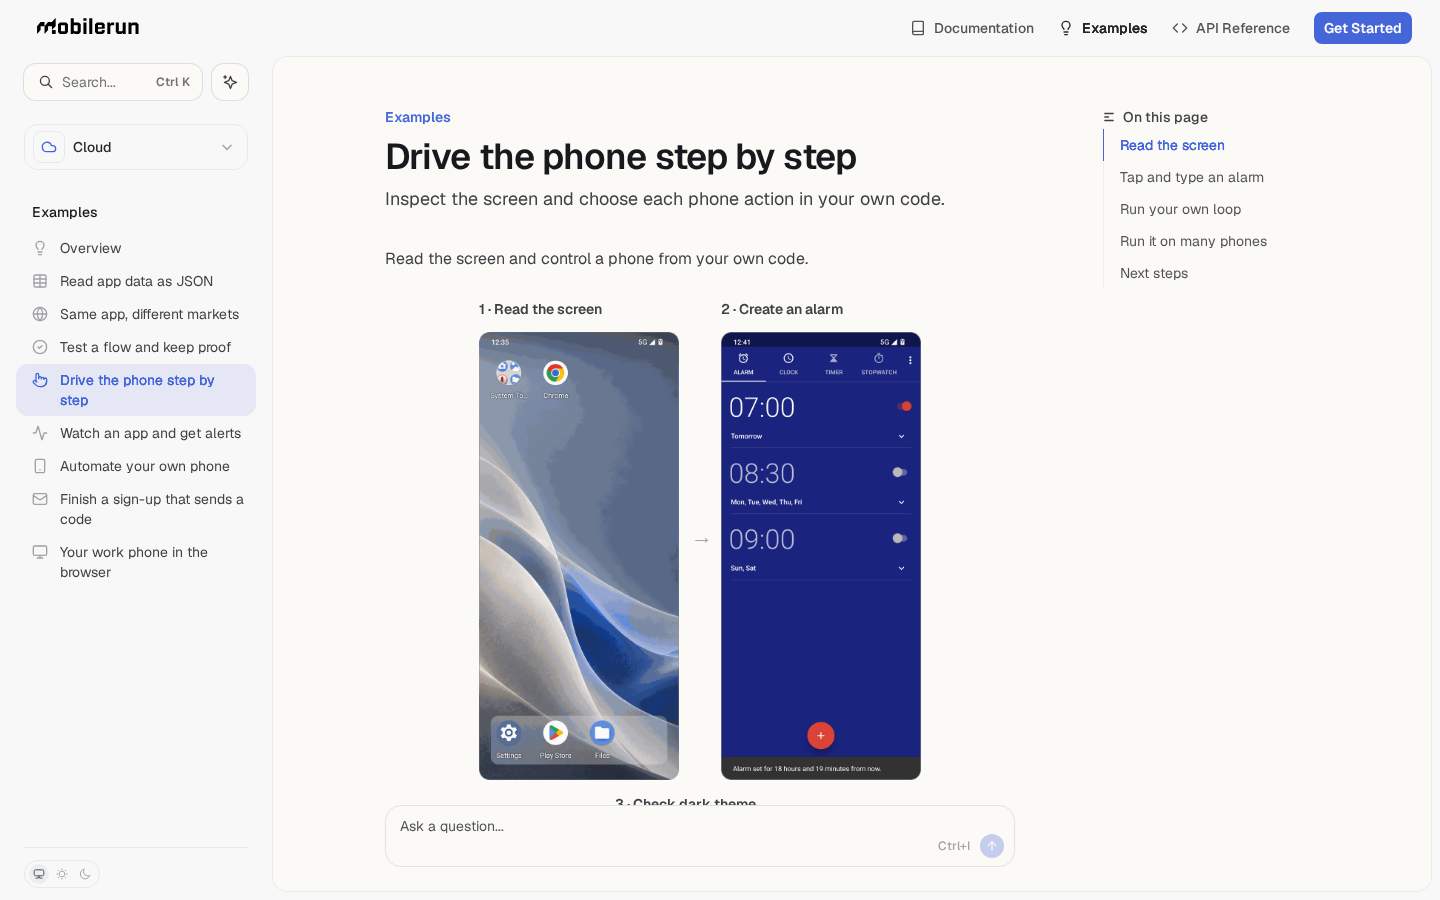 mobilerun
Documentation
Examples
API Reference
Get Started
Search...
Ctrl K
Cloud
Examples
Overview
Read app data as JSON
Same app, different markets
Test a flow and keep proof
Drive the phone step by
step
Watch an app and get alerts
Automate your own phone
Finish a sign-up that sends a
code
Your work phone in the
browser
Examples
Drive the phone step by step
Inspect the screen and choose each phone action in your own code.
Read the screen and control a phone from your own code.
1 · Read the screen
12:35
5G
System To...
Chrome
Settings
Play Store
Files
→
2 · Create an alarm
12:41
5G
ALARM
CLOCK
TIMER
STOPWATCH
07:00
Tomorrow
08:30
Mon, Tue, Wed, Thu, Fri
09:00
Sun, Sat
+
Alarm set for 18 hours and 19 minutes from now.
3 · Check dark theme
Ask a question...
Ctrl+I
On this page
Read the screen
Tap and type an alarm
Run your own loop
Run it on many phones
Next steps